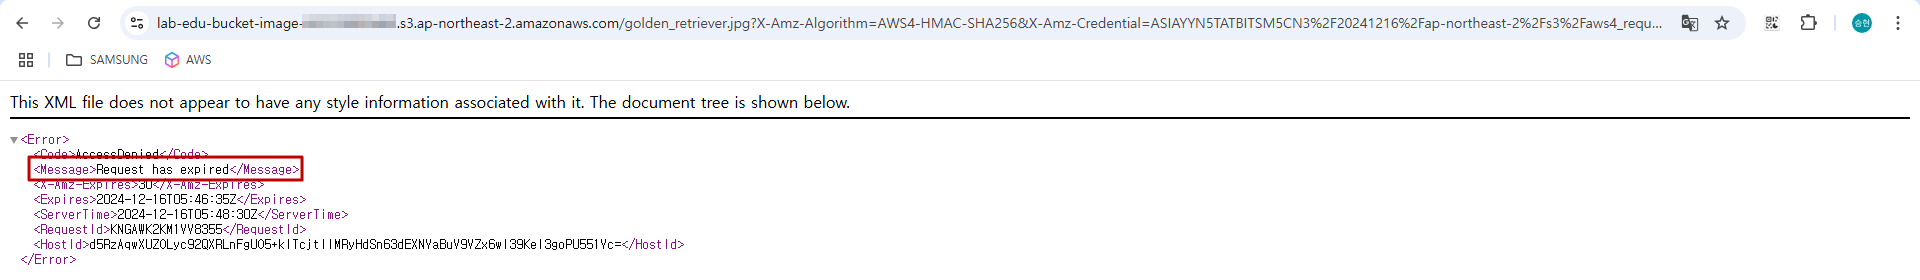 lab-edu-bucket-image-
.s3.ap-northeast-2.amazonaws.com/golden_retriever.jpg?X-Amz-Algorithm=AWS4-HMAC-SHA256&X-Amz-Credential=ASIAYYN5TATBITSM5CN3%2F20241216%2Fap-northeast-2%2Fs3%2Faws4_requ...
승현
SAMSUNG
AWS
This XML file does not appear to have any style information associated with it. The document tree is shown below.
<Error>
<Code>AccessDenied</Code>
<Message>Request has expired</Message>
<X-Amz-Expires>30</X-Amz-Expires>
<Expires>2024-12-16T05:46:35Z</Expires>
<ServerTime>2024-12-16T05:48:30Z</ServerTime>
<RequestId>KNGAWK2KM1VV8355</RequestId>
<HostId>d5RzAqwXUZOLyc92QXRLnFgU05+kITcjtIIMRyHdSn63dEXNYaBuV9VZx6wI39KeI3goPU551Yc=</HostId>
</Error>